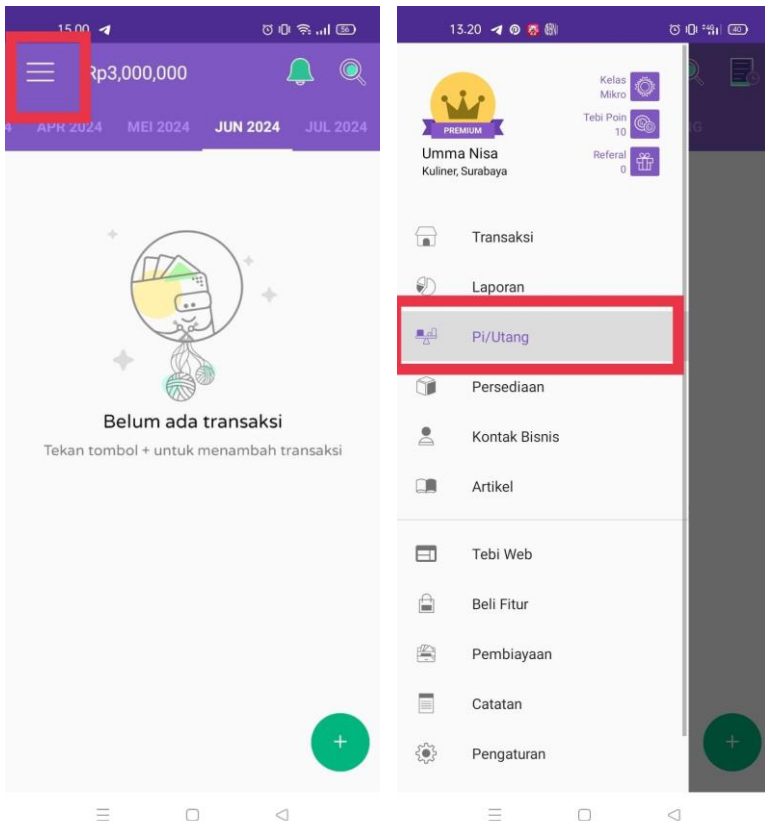 15.00
56
Rp3,000,000
APR 2024 MEI 2024 JUN 2024 JUL 2024
Belum ada transaksi
Tekan tombol + untuk menambah transaksi
+
13.20
40
PREMIUM
Kelas
Mikro
Tebi Poin
10
Referal
0
Umma Nisa
Kuliner, Surabaya
Transaksi
Laporan
Pi/Utang
Persediaan
Kontak Bisnis
Artikel
Tebi Web
Beli Fitur
Pembiayaan
Catatan
Pengaturan
+